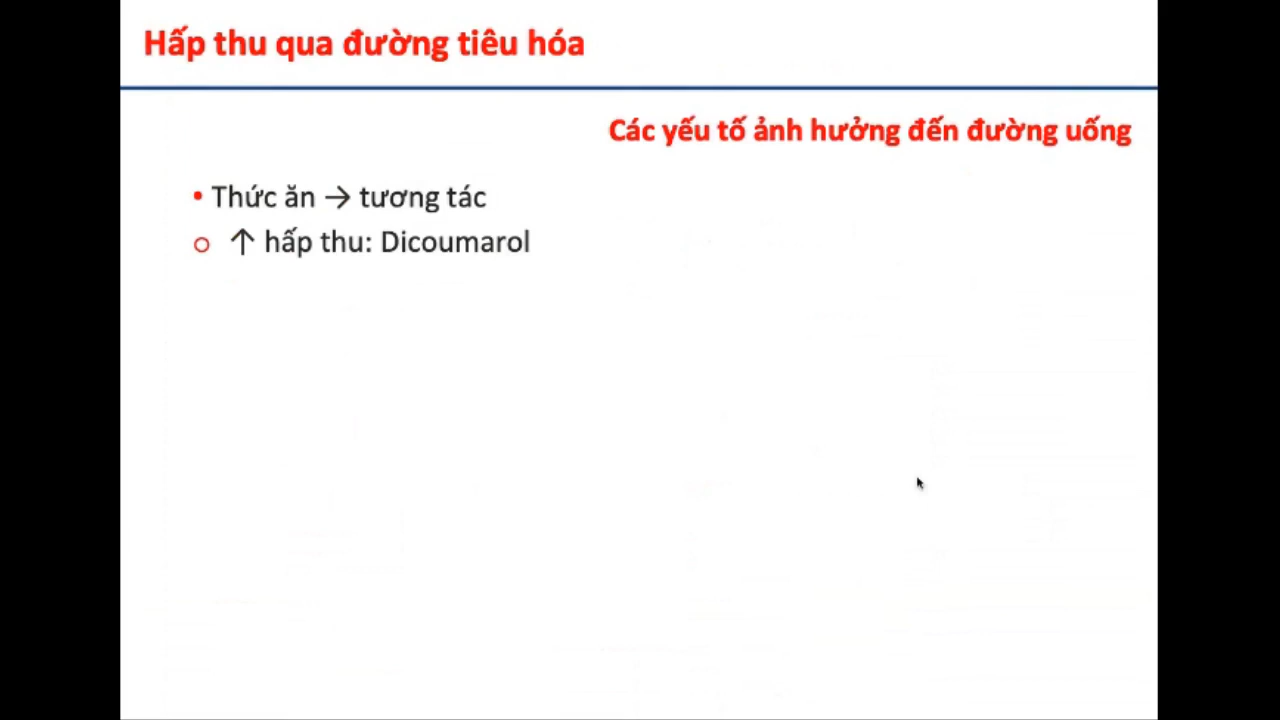 Hấp thu qua đường tiêu hóa
Các yếu tố ảnh hưởng đến đường uống
• Thức ăn → tương tác
○ ↑ hấp thu: Dicoumarol